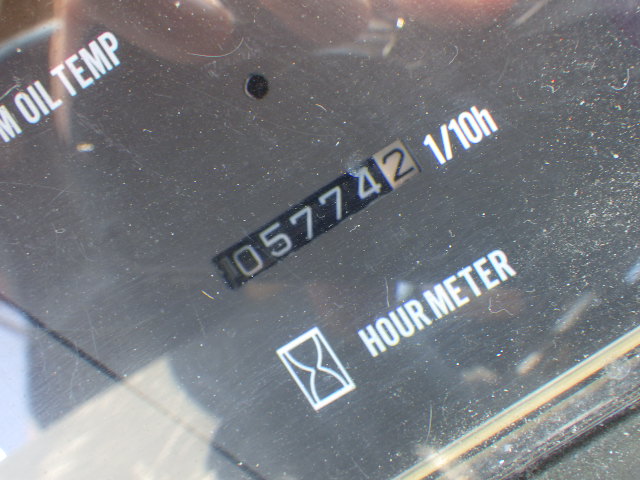 M OIL TEMP
057742 1/10h
HOUR METER